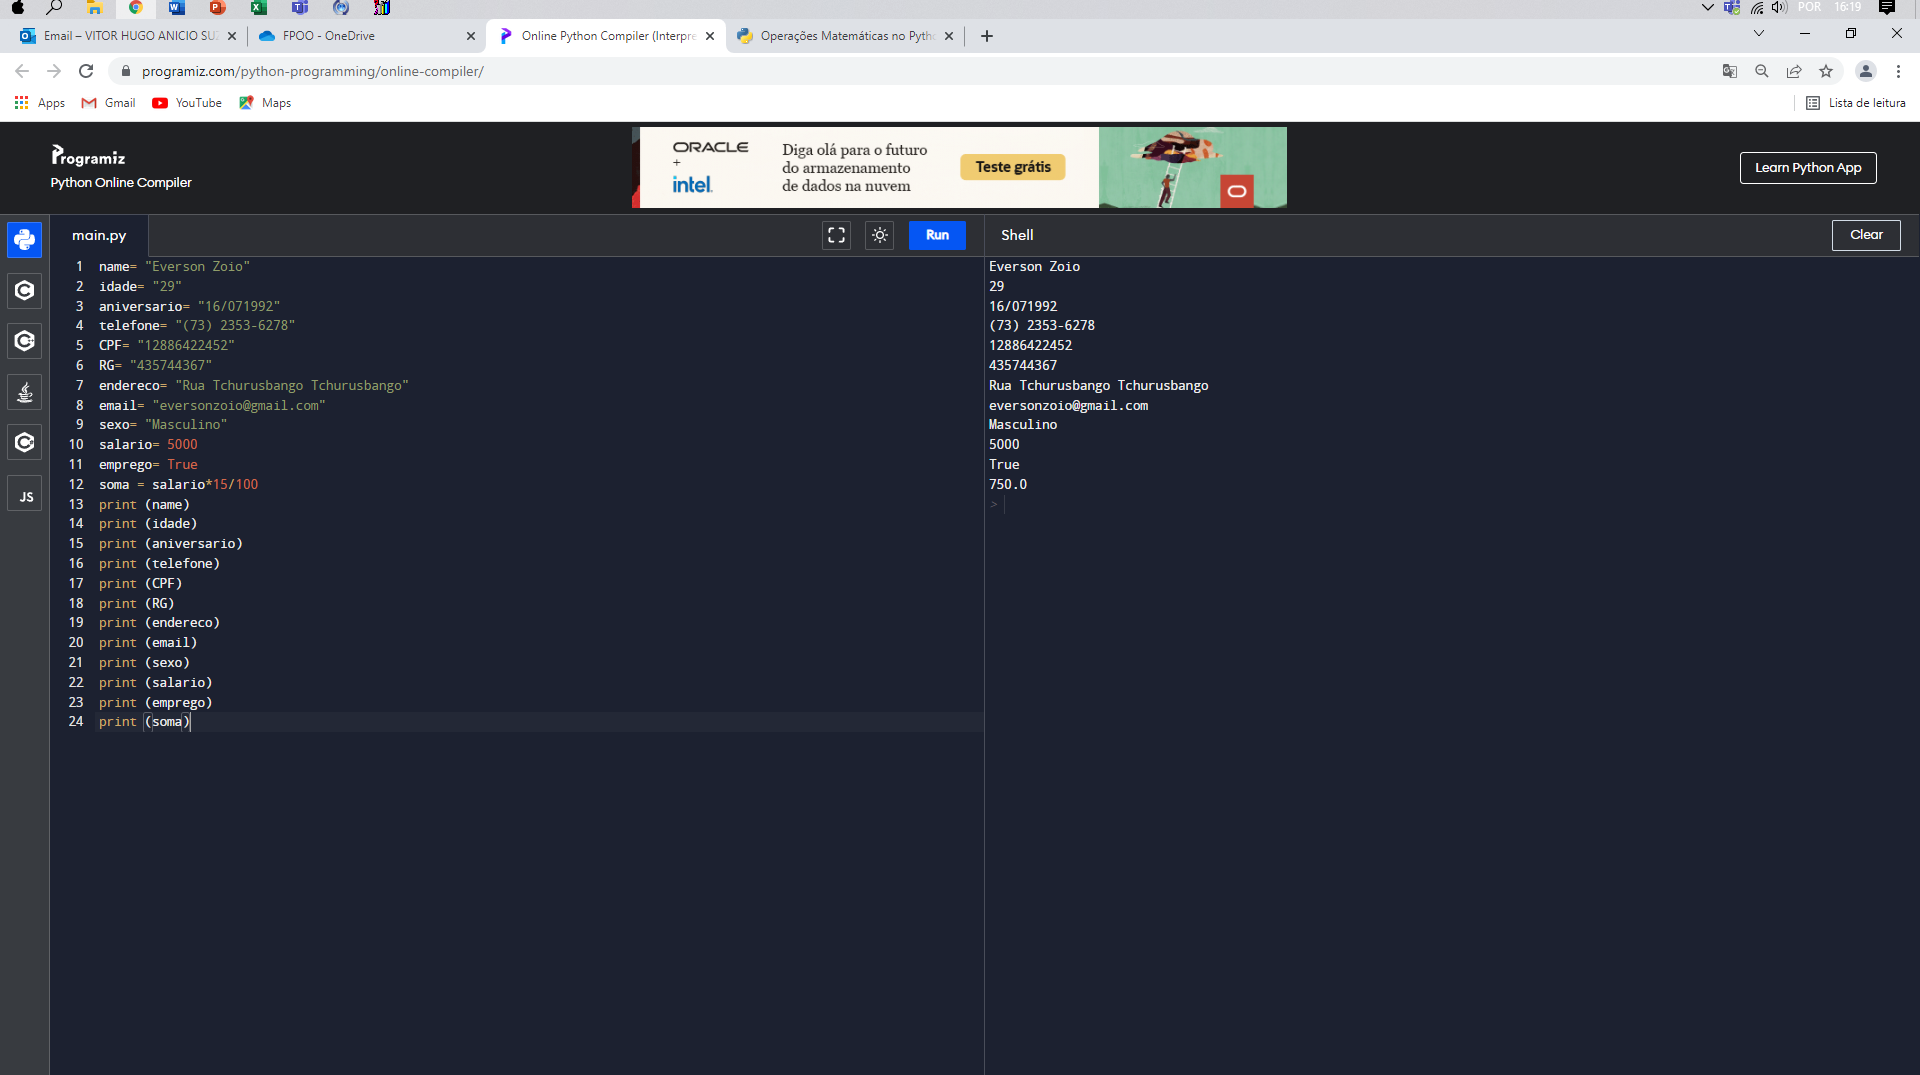 POR 16:19
Email – VITOR HUGO ANICIO SUZ
FPOO - OneDrive
Online Python Compiler (Interpre
Operações Matemáticas no Pytho
programiz.com/python-programming/online-compiler/
Apps Gmail YouTube Maps Lista de leitura
Programiz
Python Online Compiler
ORACLE
+
intel.
Diga olá para o futuro
do armazenamento
de dados na nuvem
Teste grátis
Learn Python App
main.py
Run
Shell
Clear
JS
1 name= "Everson Zoio"
2 idade= "29"
3 aniversario= "16/071992"
4 telefone= "(73) 2353-6278"
5 CPF= "12886422452"
6 RG= "435744367"
7 endereco= "Rua Tchurusbango Tchurusbango"
8 email= "eversonzoio@gmail.com"
9 sexo= "Masculino"
10 salario= 5000
11 emprego= True
12 soma = salario*15/100
13 print (name)
14 print (idade)
15 print (aniversario)
16 print (telefone)
17 print (CPF)
18 print (RG)
19 print (endereco)
20 print (email)
21 print (sexo)
22 print (salario)
23 print (emprego)
24 print (soma)
Everson Zoio
29
16/071992
(73) 2353-6278
12886422452
435744367
Rua Tchurusbango Tchurusbango
eversonzoio@gmail.com
Masculino
5000
True
750.0
>